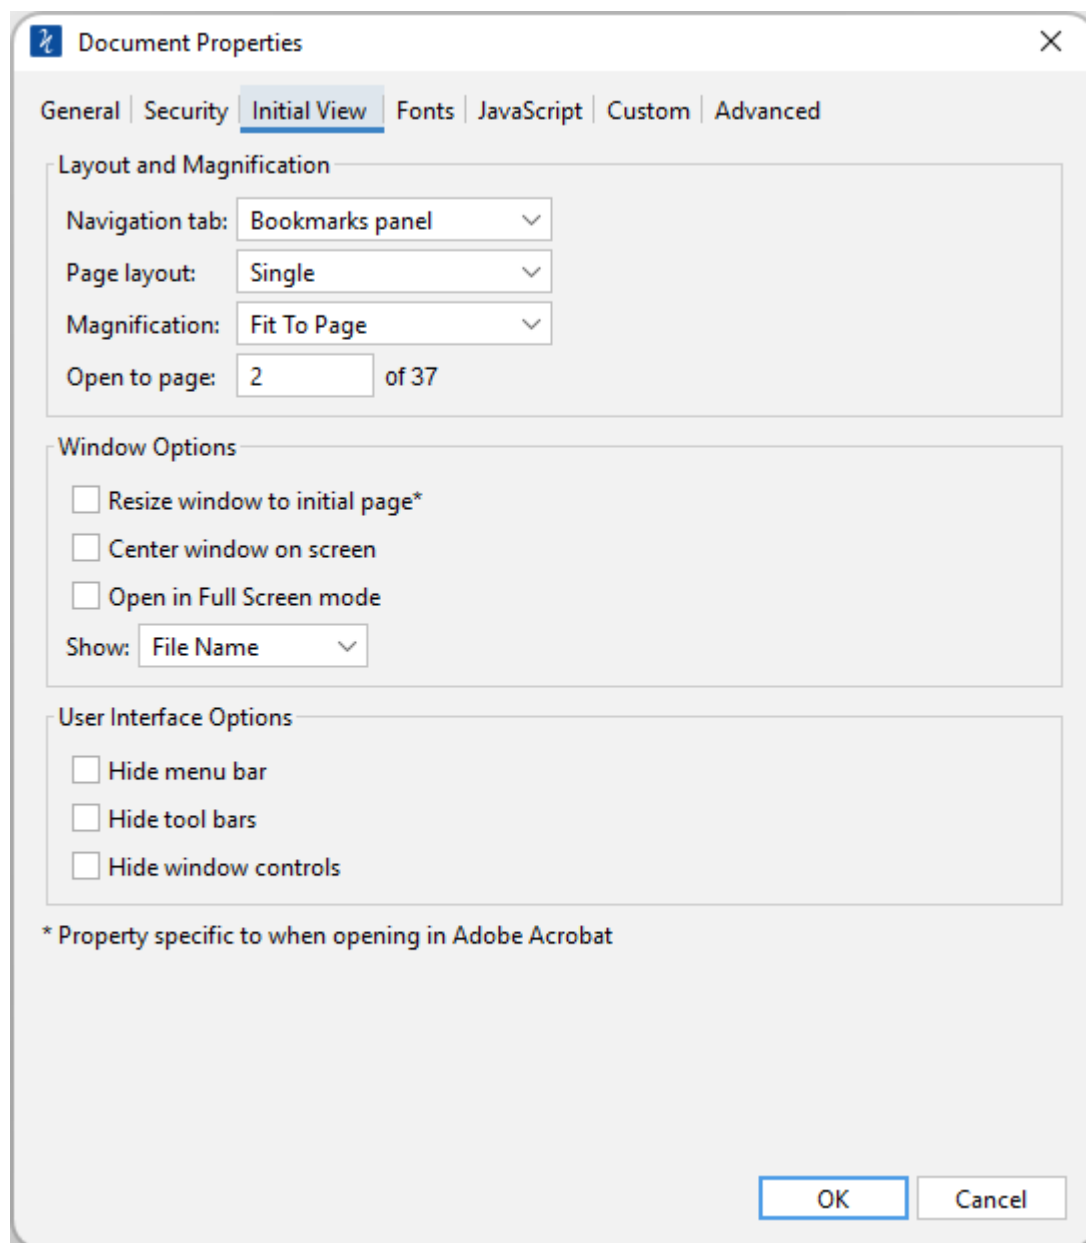 Document Properties
General Security Initial View Fonts JavaScript Custom Advanced
Layout and Magnification
Navigation tab: Bookmarks panel
Page layout: Single
Magnification: Fit To Page
Open to page: 2 of 37
Window Options
Resize window to initial page*
Center window on screen
Open in Full Screen mode
Show: File Name
User Interface Options
Hide menu bar
Hide tool bars
Hide window controls
* Property specific to when opening in Adobe Acrobat
OK Cancel